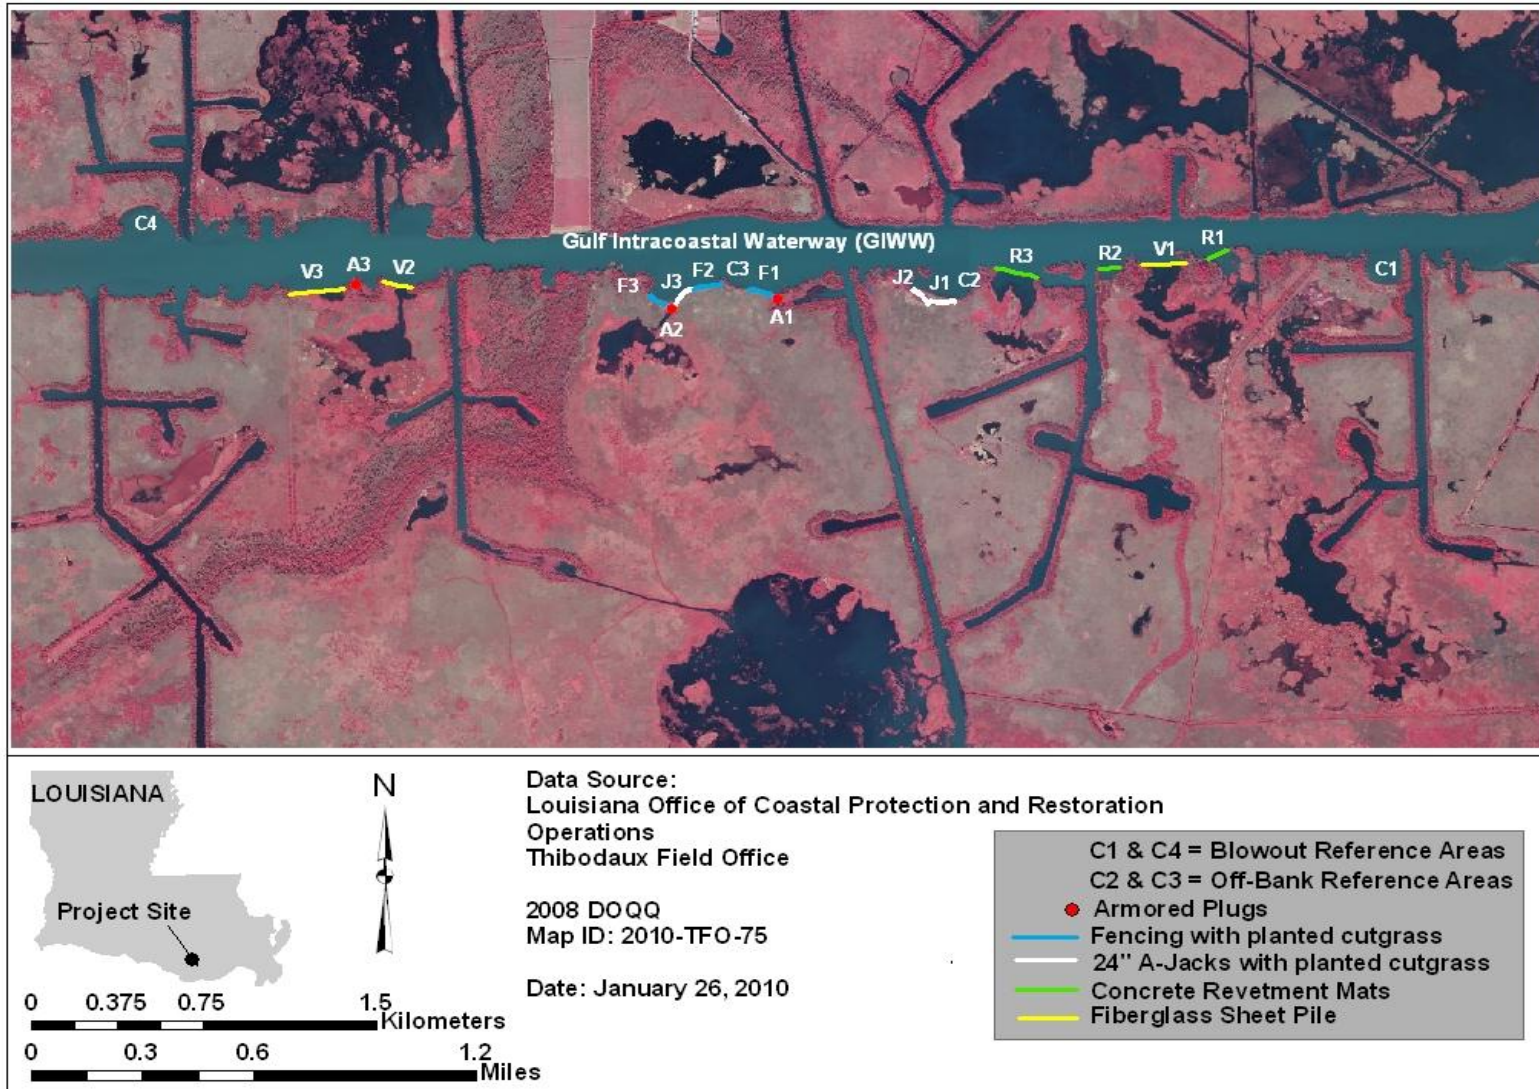 C4
Gulf Intracoastal Waterway (GIWW)
V3
A3
V2
F3
J3
F2
C3
F1
A2
A1
J2
J1
C2
R3
R2
V1
R1
C1
LOUISIANA
Project Site
N
0 0.375 0.75 1.5
Kilometers
0 0.3 0.6 1.2
Miles
Data Source:
Louisiana Office of Coastal Protection and Restoration
Operations
Thibodaux Field Office
2008 DOQQ
Map ID: 2010-TFO-75
Date: January 26, 2010
C1 & C4 = Blowout Reference Areas
C2 & C3 = Off-Bank Reference Areas
Armored Plugs
Fencing with planted cutgrass
24" A-Jacks with planted cutgrass
Concrete Revetment Mats
Fiberglass Sheet Pile